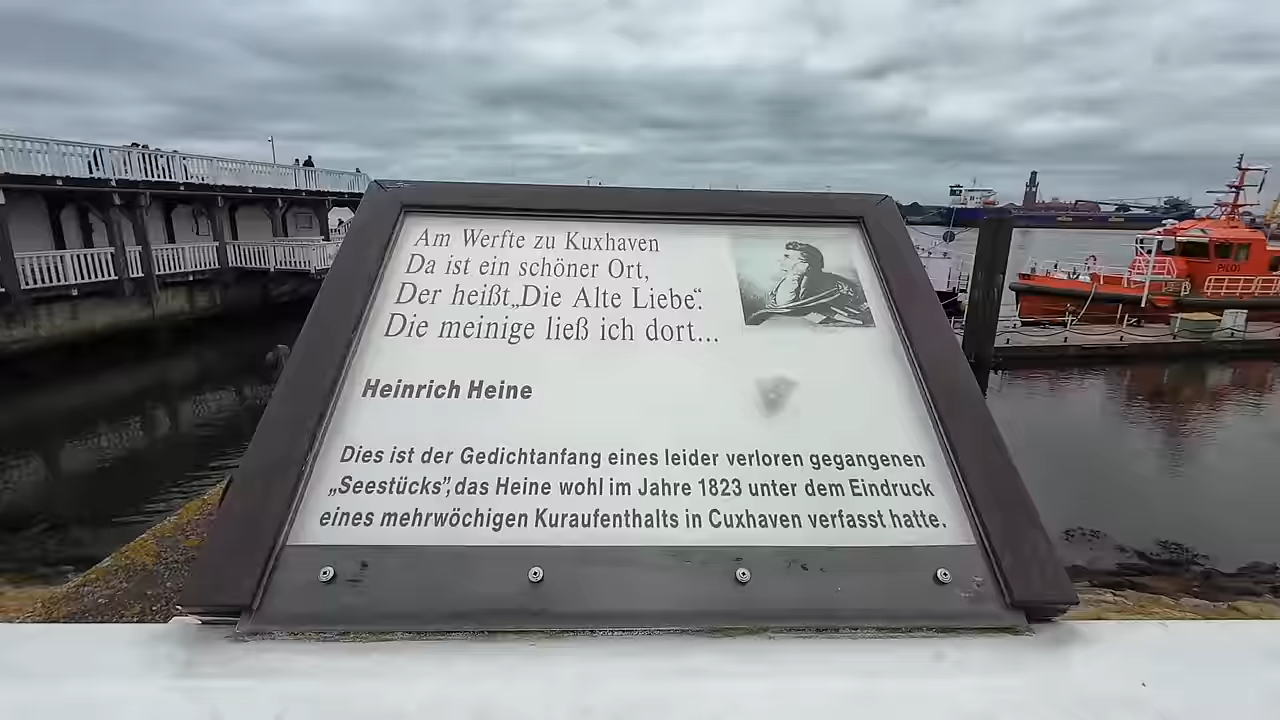 Am Werfte zu Kuxhaven
Da ist ein schöner Ort,
Der heißt „Die Alte Liebe“.
Die meinige ließ ich dort...
Heinrich Heine
Dies ist der Gedichtanfang eines leider verloren gegangenen
„Seestücks“, das Heine wohl im Jahre 1823 unter dem Eindruck
eines mehrwöchigen Kuraufenthalts in Cuxhaven verfasst hatte.
PILOT